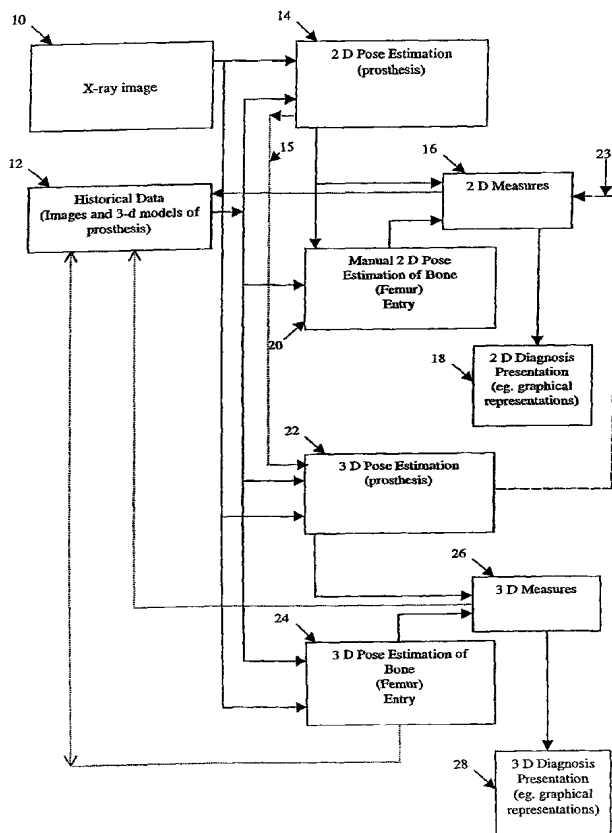 10
X-ray image
14
2 D Pose Estimation
(prosthesis)
15
12
Historical Data
(Images and 3-d models of
prosthesis)
16
2 D Measures
23
Manual 2 D Pose
Estimation of Bone
(Femur)
Entry
20
18
2 D Diagnosis
Presentation
(eg. graphical
representations)
22
3 D Pose Estimation
(prosthesis)
26
3 D Measures
24
3 D Pose Estimation of
Bone
(Femur)
Entry
28
3 D Diagnosis
Presentation
(eg. graphical
representations)